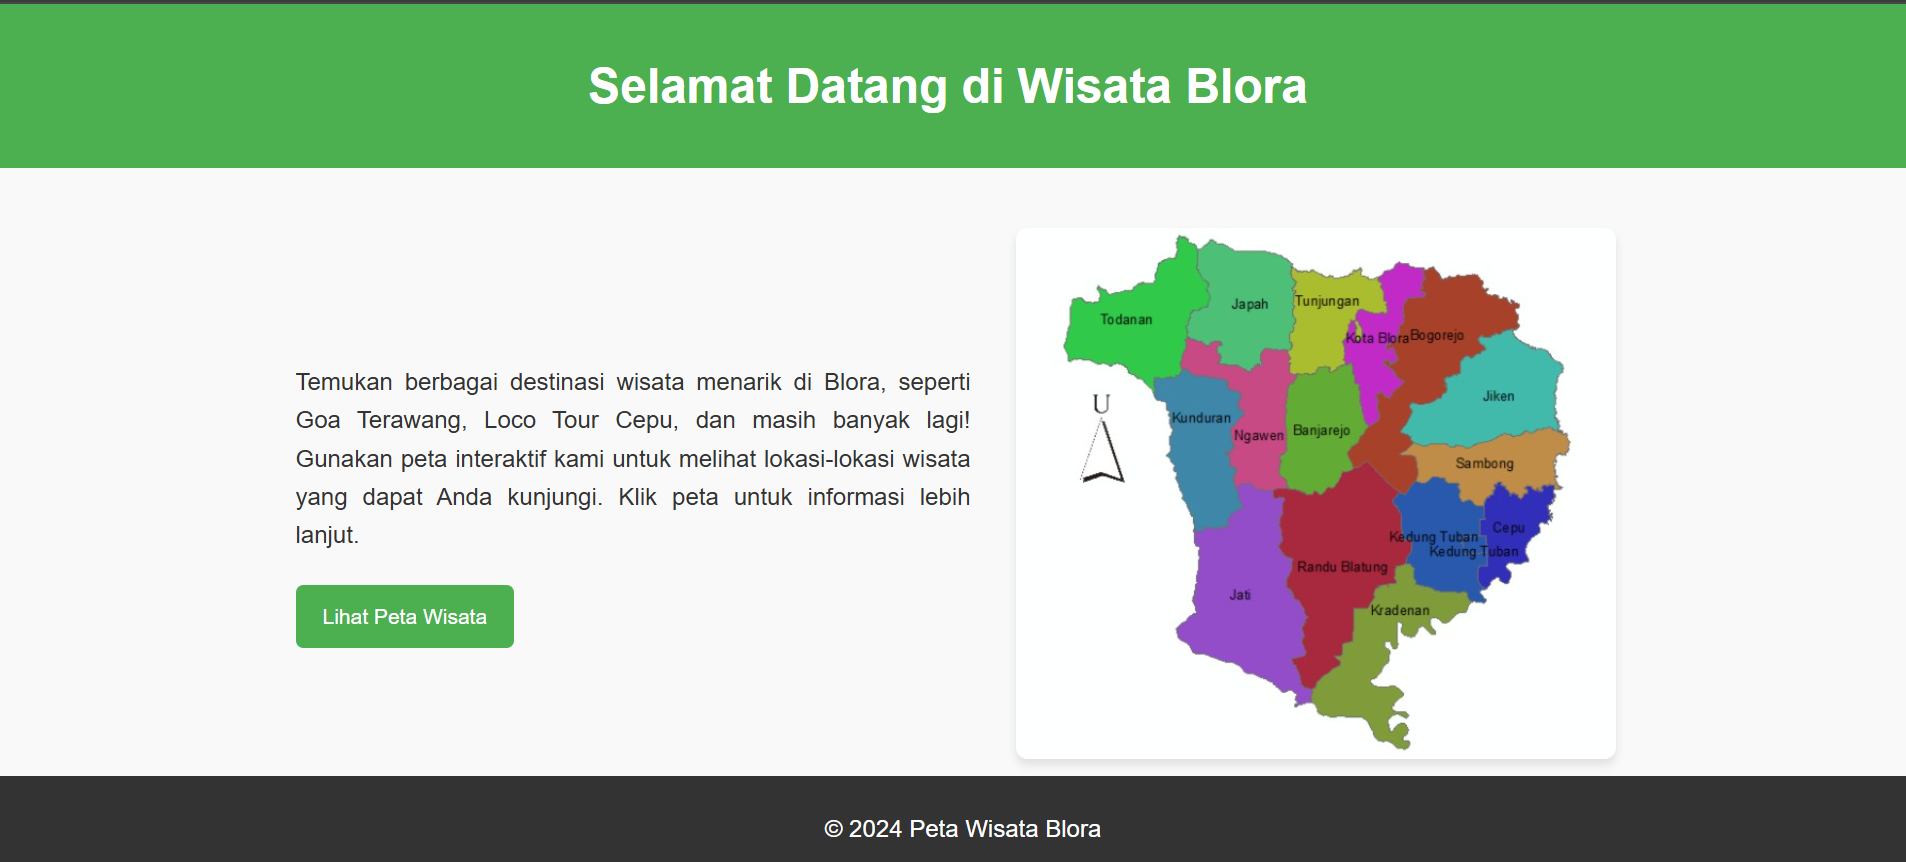 Selamat Datang di Wisata Blora
Temukan berbagai destinasi wisata menarik di Blora, seperti
Goa Terawang, Loco Tour Cepu, dan masih banyak lagi!
Gunakan peta interaktif kami untuk melihat lokasi-lokasi wisata
yang dapat Anda kunjungi. Klik peta untuk informasi lebih
lanjut.
Lihat Peta Wisata
Todanan
Japah
Tunjungan
Kota Blora
Bogorejo
Jiken
U
Kunduran
Ngawen
Banjarejo
Sambong
Cepu
Kedung Tuban
Kedung Tuban
Randu Blatung
Jati
Kradenan
© 2024 Peta Wisata Blora